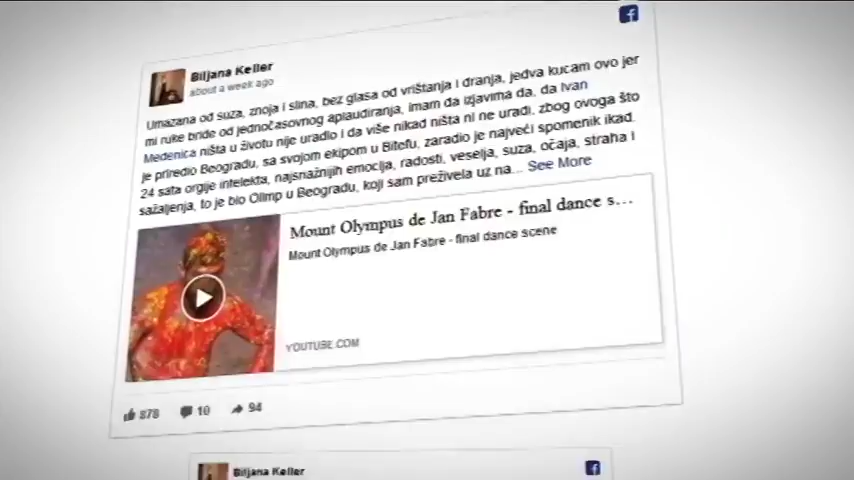 Biljana Keller
about a week ago
Umazana od suza, znoja i slina, bez glasa od vrištanja i dranja, jedva kucam ovo jer
mi ruke bride od jednočasovnog aplaudiranja, imam da izjavima da, da Ivan
Medenica ništa u životu nije uradio i da više nikad ništa ni ne uradi, zbog ovoga što
je priredio Beogradu, sa svojom ekipom u Bitefu, zaradio je najveći spomenik ikad.
24 sata orgije intelekta, najsnažnijih emocija, radosti, veselja, suza, očaja, straha i
sažaljenja, to je bio Olimp u Beogradu, koji sam preživela uz na... See More
Mount Olympus de Jan Fabre - final dance s...
Mount Olympus de Jan Fabre - final dance scene
YOUTUBE.COM
878 10 94
Biljana Keller